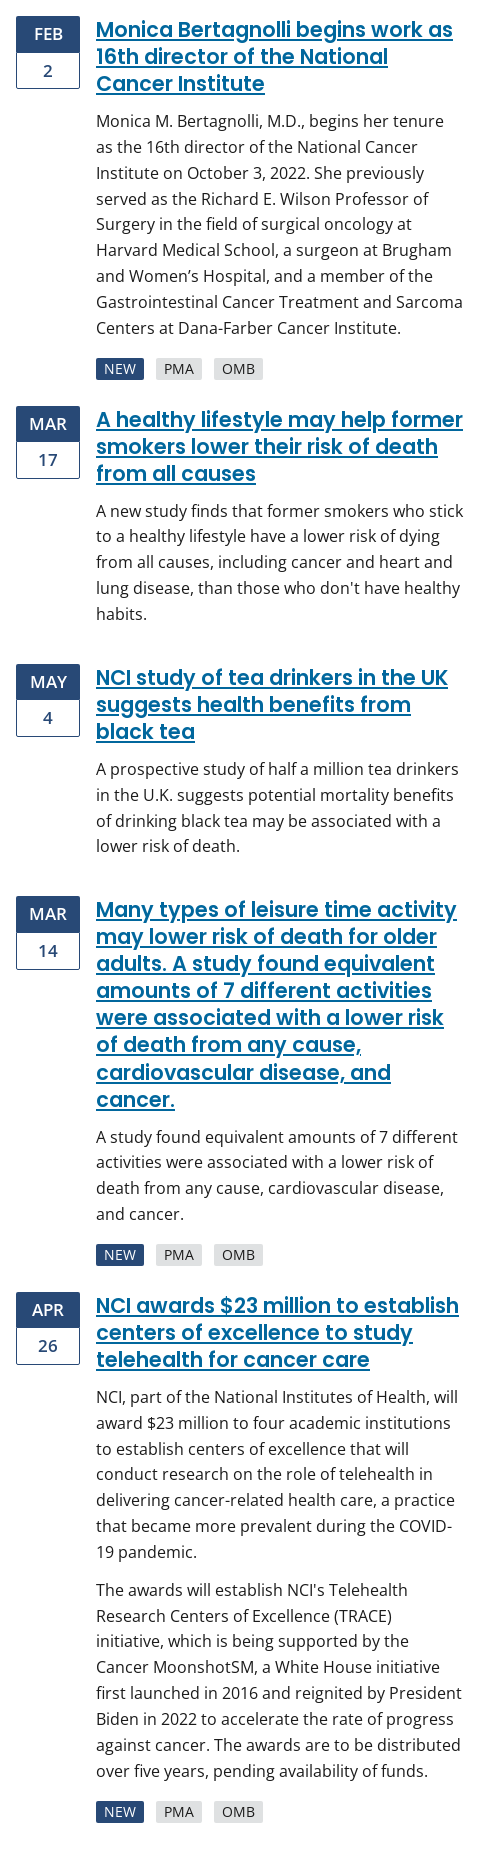 FEB
2
Monica Bertagnolli begins work as
16th director of the National
Cancer Institute
Monica M. Bertagnolli, M.D., begins her tenure
as the 16th director of the National Cancer
Institute on October 3, 2022. She previously
served as the Richard E. Wilson Professor of
Surgery in the field of surgical oncology at
Harvard Medical School, a surgeon at Brugham
and Women’s Hospital, and a member of the
Gastrointestinal Cancer Treatment and Sarcoma
Centers at Dana-Farber Cancer Institute.
NEW PMA OMB
MAR
17
A healthy lifestyle may help former
smokers lower their risk of death
from all causes
A new study finds that former smokers who stick
to a healthy lifestyle have a lower risk of dying
from all causes, including cancer and heart and
lung disease, than those who don't have healthy
habits.
MAY
4
NCI study of tea drinkers in the UK
suggests health benefits from
black tea
A prospective study of half a million tea drinkers
in the U.K. suggests potential mortality benefits
of drinking black tea may be associated with a
lower risk of death.
MAR
14
Many types of leisure time activity
may lower risk of death for older
adults. A study found equivalent
amounts of 7 different activities
were associated with a lower risk
of death from any cause,
cardiovascular disease, and
cancer.
A study found equivalent amounts of 7 different
activities were associated with a lower risk of
death from any cause, cardiovascular disease,
and cancer.
NEW PMA OMB
APR
26
NCI awards $23 million to establish
centers of excellence to study
telehealth for cancer care
NCI, part of the National Institutes of Health, will
award $23 million to four academic institutions
to establish centers of excellence that will
conduct research on the role of telehealth in
delivering cancer-related health care, a practice
that became more prevalent during the COVID-
19 pandemic.
The awards will establish NCI's Telehealth
Research Centers of Excellence (TRACE)
initiative, which is being supported by the
Cancer MoonshotSM, a White House initiative
first launched in 2016 and reignited by President
Biden in 2022 to accelerate the rate of progress
against cancer. The awards are to be distributed
over five years, pending availability of funds.
NEW PMA OMB